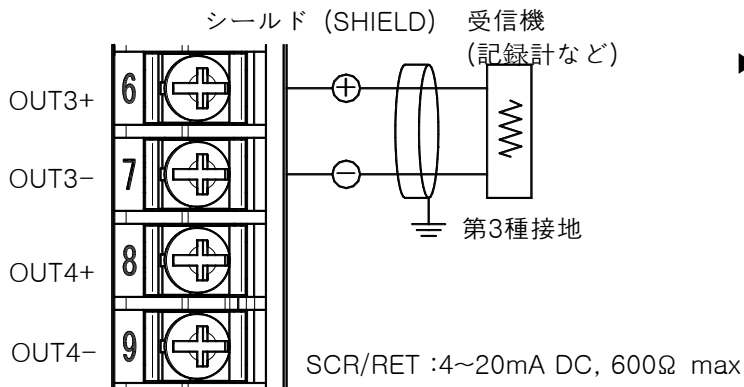 シールド (SHIELD)
受信機
(記録計など)
OUT3+
6
OUT3-
7
第3種接地
OUT4+
8
OUT4-
9
SCR/RET :4~20mA DC, 600Ω max